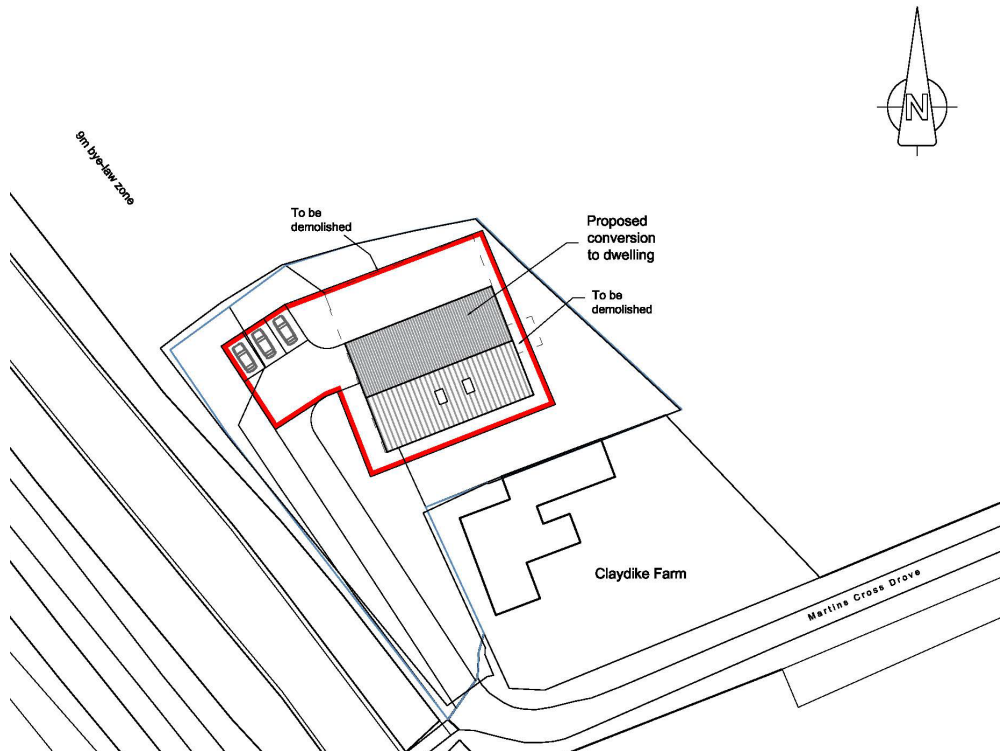 N
9m bye-law zone
To be
demolished
Proposed
conversion
to dwelling
To be
demolished
Claydike Farm
Martins Cross Drove